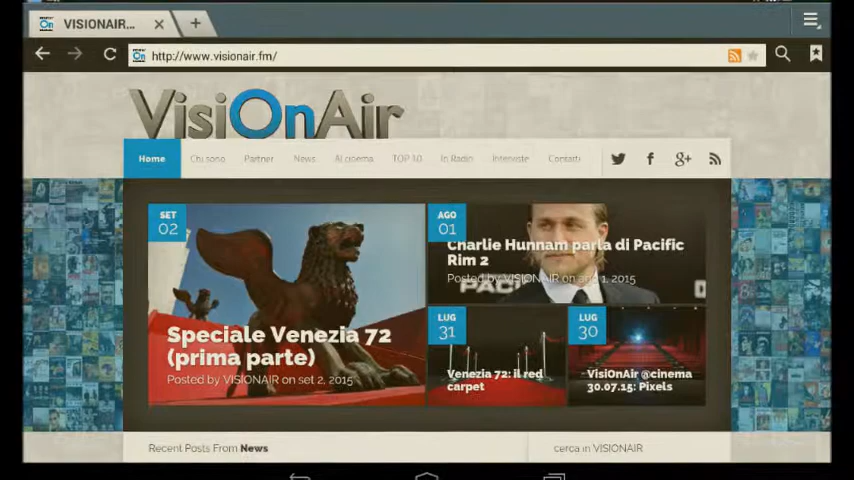 VISIONAIR...
http://www.visionair.fm/
VisiOnAir
Home Chi sono Partner News Al cinema TOP 10 In Radio Interviste Contatti
SET
02
Speciale Venezia 72
(prima parte)
Posted by VISIONAIR on set 2, 2015
AGO
01
Charlie Hunnam parla di Pacific
Rim 2
Posted by VISIONAIR on ago 1, 2015
LUG
31
Venezia 72: il red
carpet
LUG
30
VisiOnAir @cinema
30.07.15: Pixels
Recent Posts From News
cerca in VISIONAIR